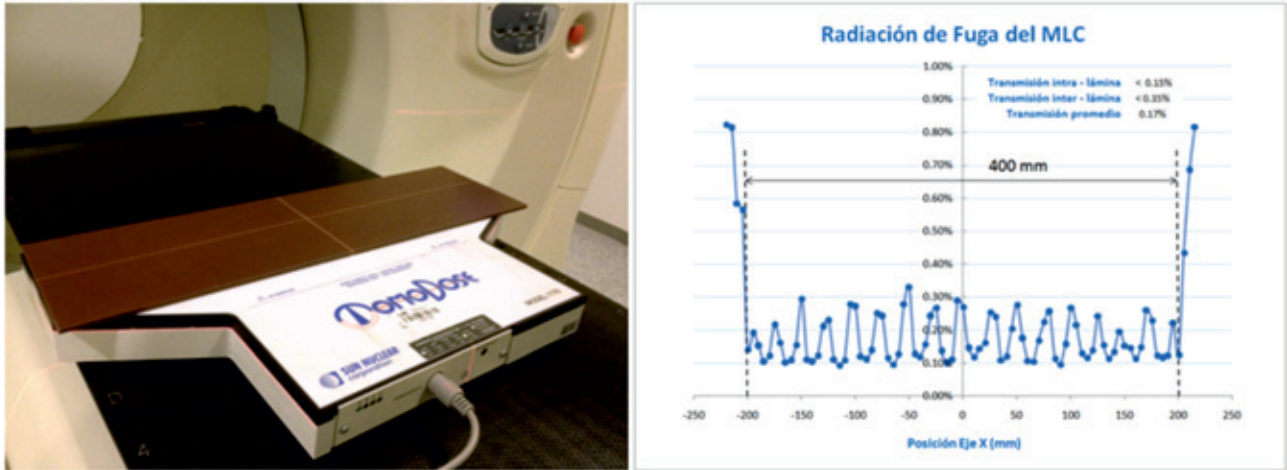 TomoDose
SUN NUCLEAR
corporation
Radiación de Fuga del MLC
1.00%
Transmisión intra - lámina < 0.15%
0.90%
Transmisión inter - lámina <0.35%
Transmisión promedio 0.17%
0.80%
0.70%
400 mm
0.60%
0.50%
0.40%
0.30%
0.20%
0.10%
0.00%
-250 -200 -150 -100 -50 0 50 100 150 200 250
Posición Eje X (mm)